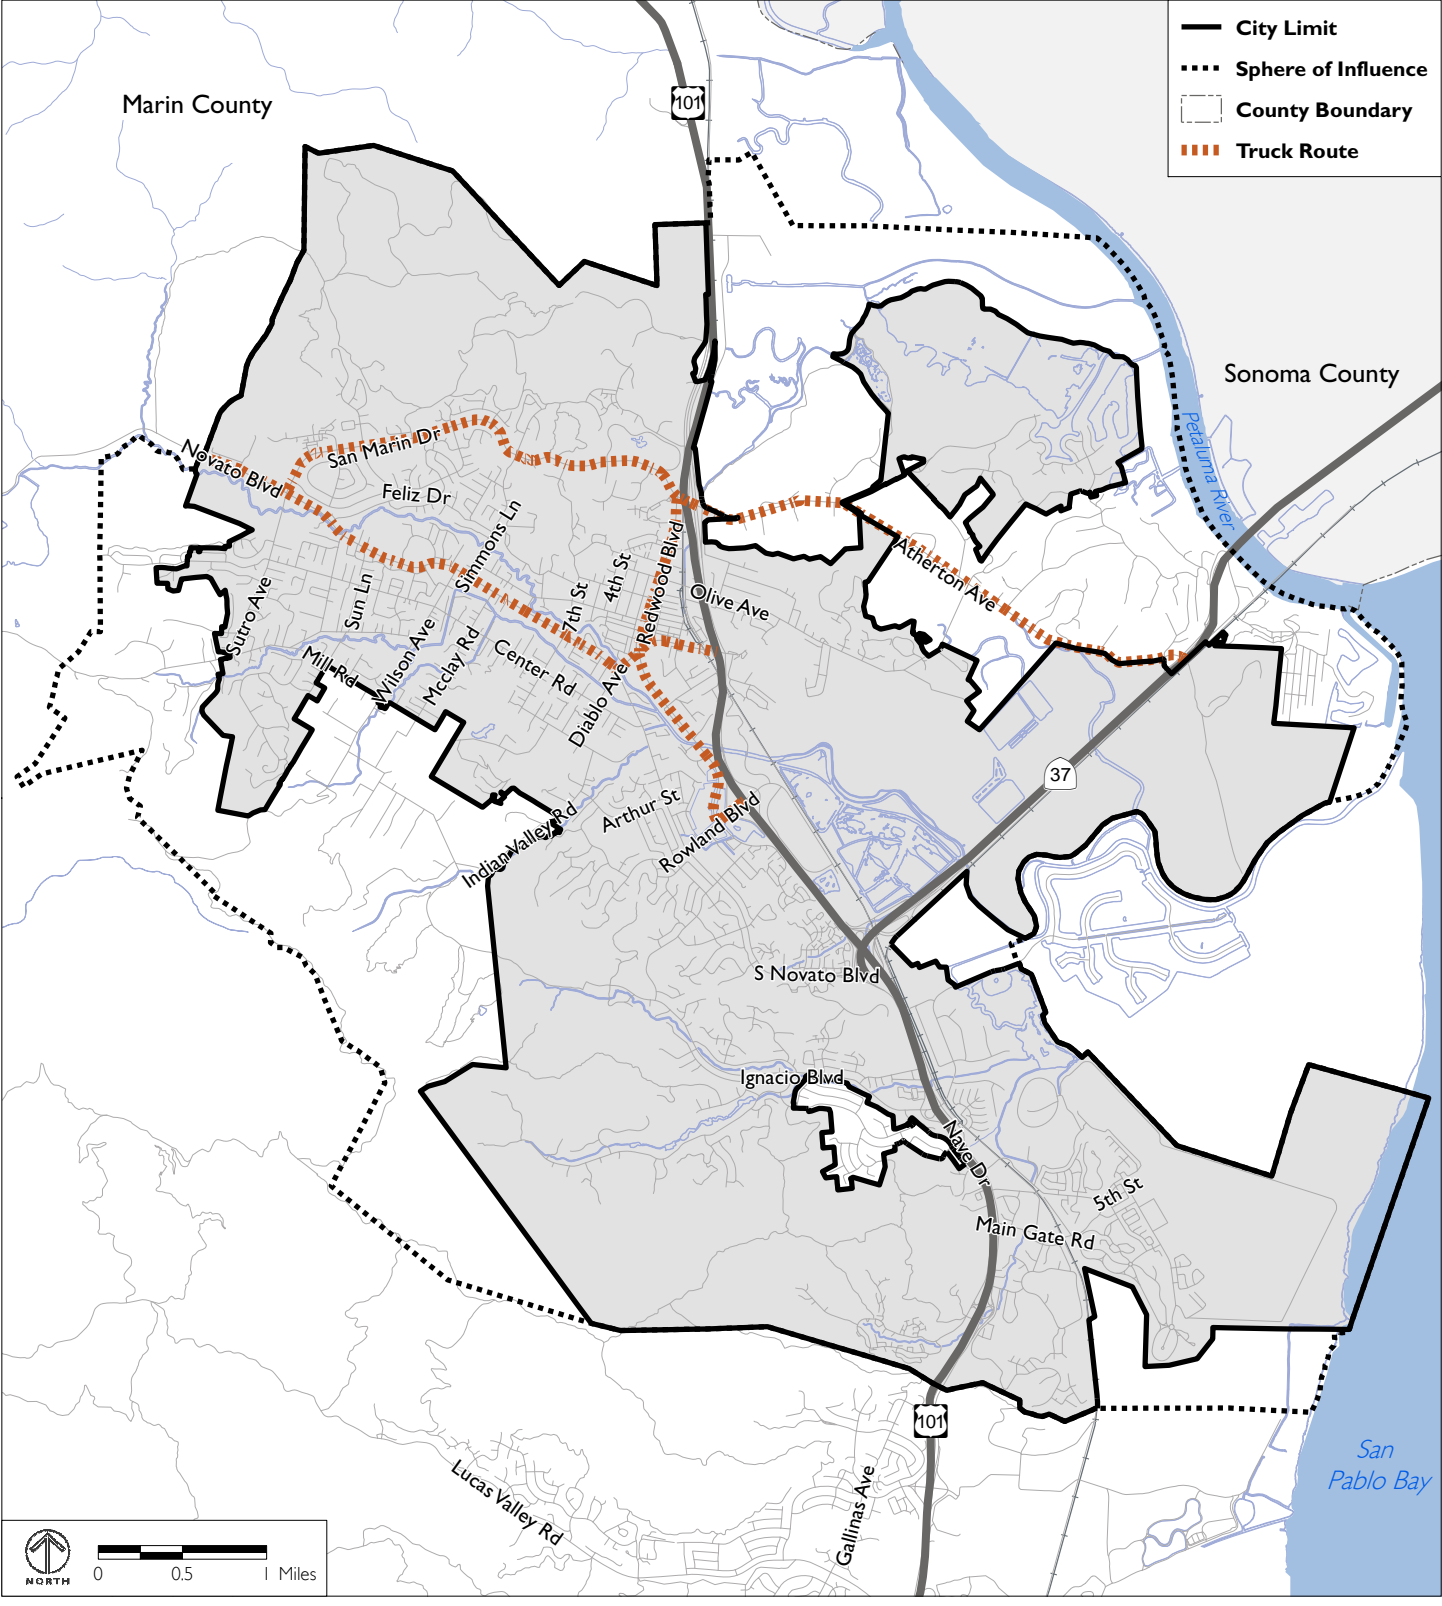 City Limit
Sphere of Influence
County Boundary
Truck Route
Marin County
101
Sonoma County
Petaluma River
Novato Blvd
San Marin Dr
Feliz Dr
Simmons Ln
4th St
7th St
Redwood Blvd
Olive Ave
Atherton Ave
Sutro Ave
Sun Ln
Mill Rd
Wilson Ave
Mcclay Rd
Center Rd
Diablo Ave
37
Arthur St
Rowland Blvd
Indian Valley Rd
S Novato Blvd
Ignacio Blvd
Nave Dr
5th St
Main Gate Rd
101
Lucas Valley Rd
Gallinas Ave
San
Pablo Bay
NORTH
0 0.5 1 Miles